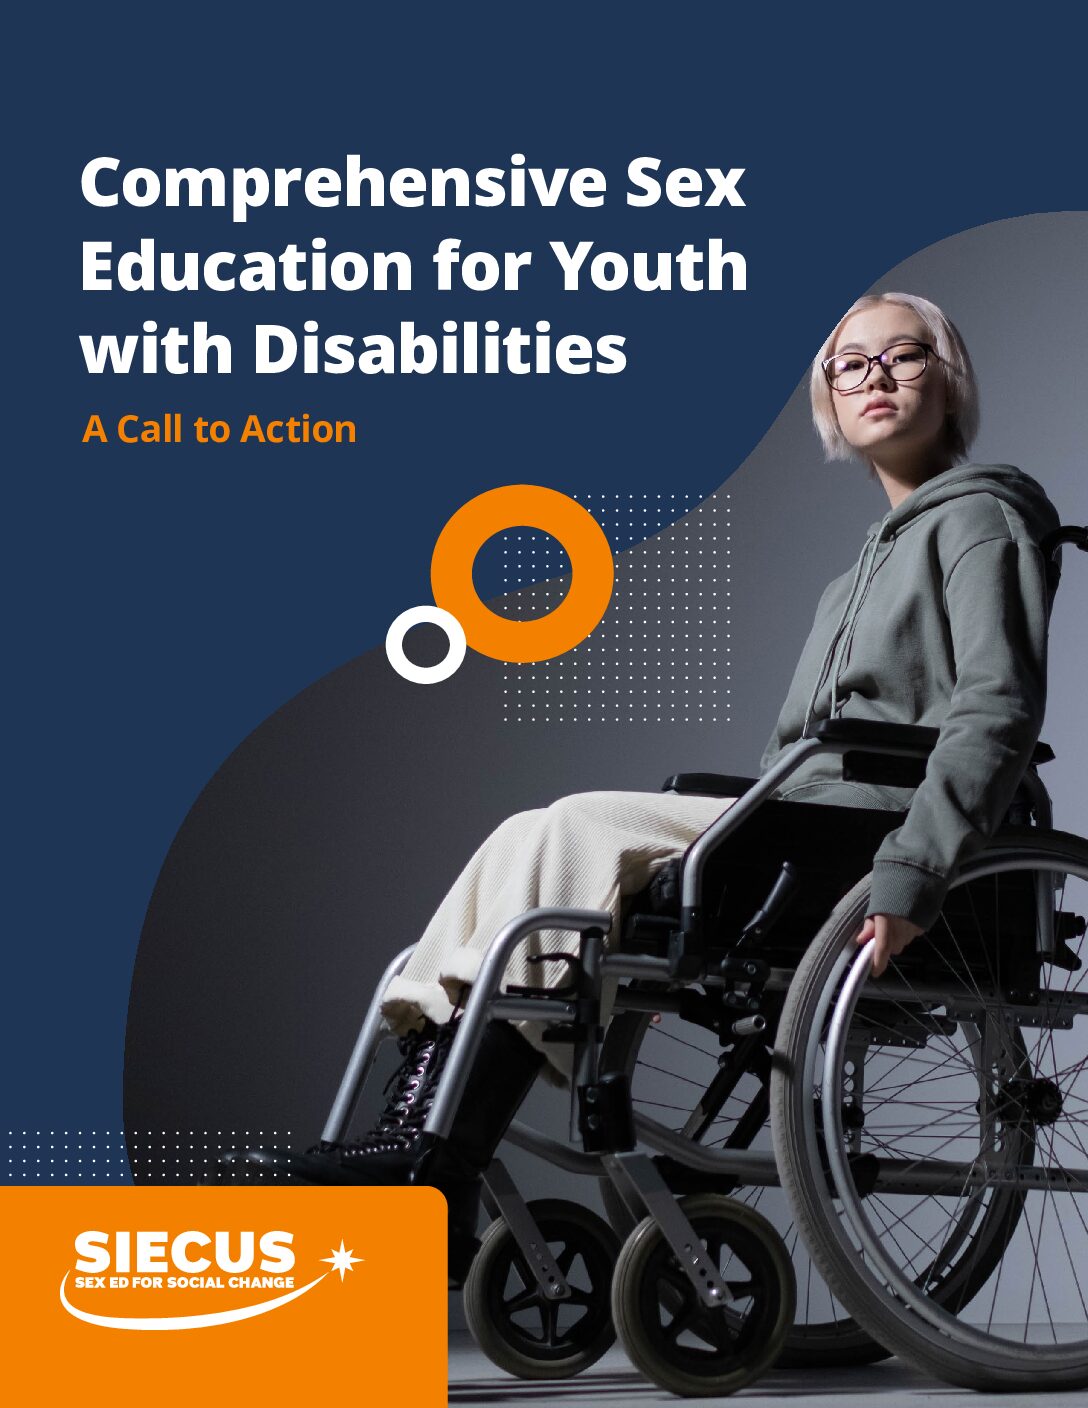 Comprehensive Sex
Education for Youth
with Disabilities
A Call to Action
SIECUS
SEX ED FOR SOCIAL CHANGE